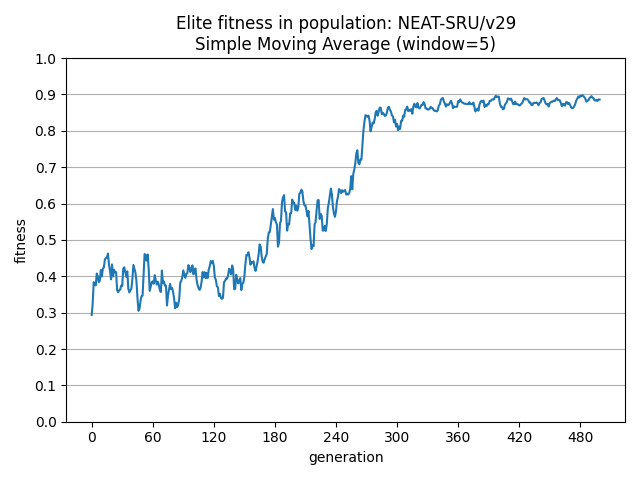 Elite fitness in population: NEAT-SRU/v29
Simple Moving Average (window=5)
1.0
0.9
0.8
0.7
0.6
0.5
0.4
0.3
0.2
0.1
0.0
fitness
0 60 120 180 240 300 360 420 480
generation